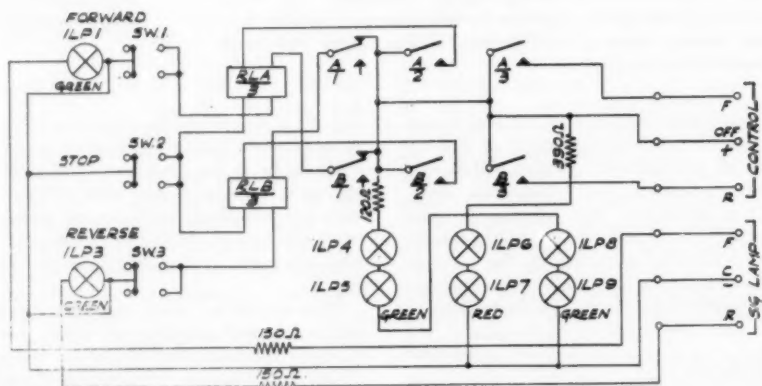 FORWARD
ILP1
SW.1
GREEN
STOP
SW.2
REVERSE
ILP3
SW3
GREEN
RLA
3
RLB
3
A
1
A
2
A
3
B
1
B
2
B
3
120Ω
390Ω
ILP4
ILP5
GREEN
ILP6
ILP7
RED
ILP8
ILP9
GREEN
150Ω
150Ω
F
OFF
+
R
CONTROL
F
C
−
R
SG LAMP